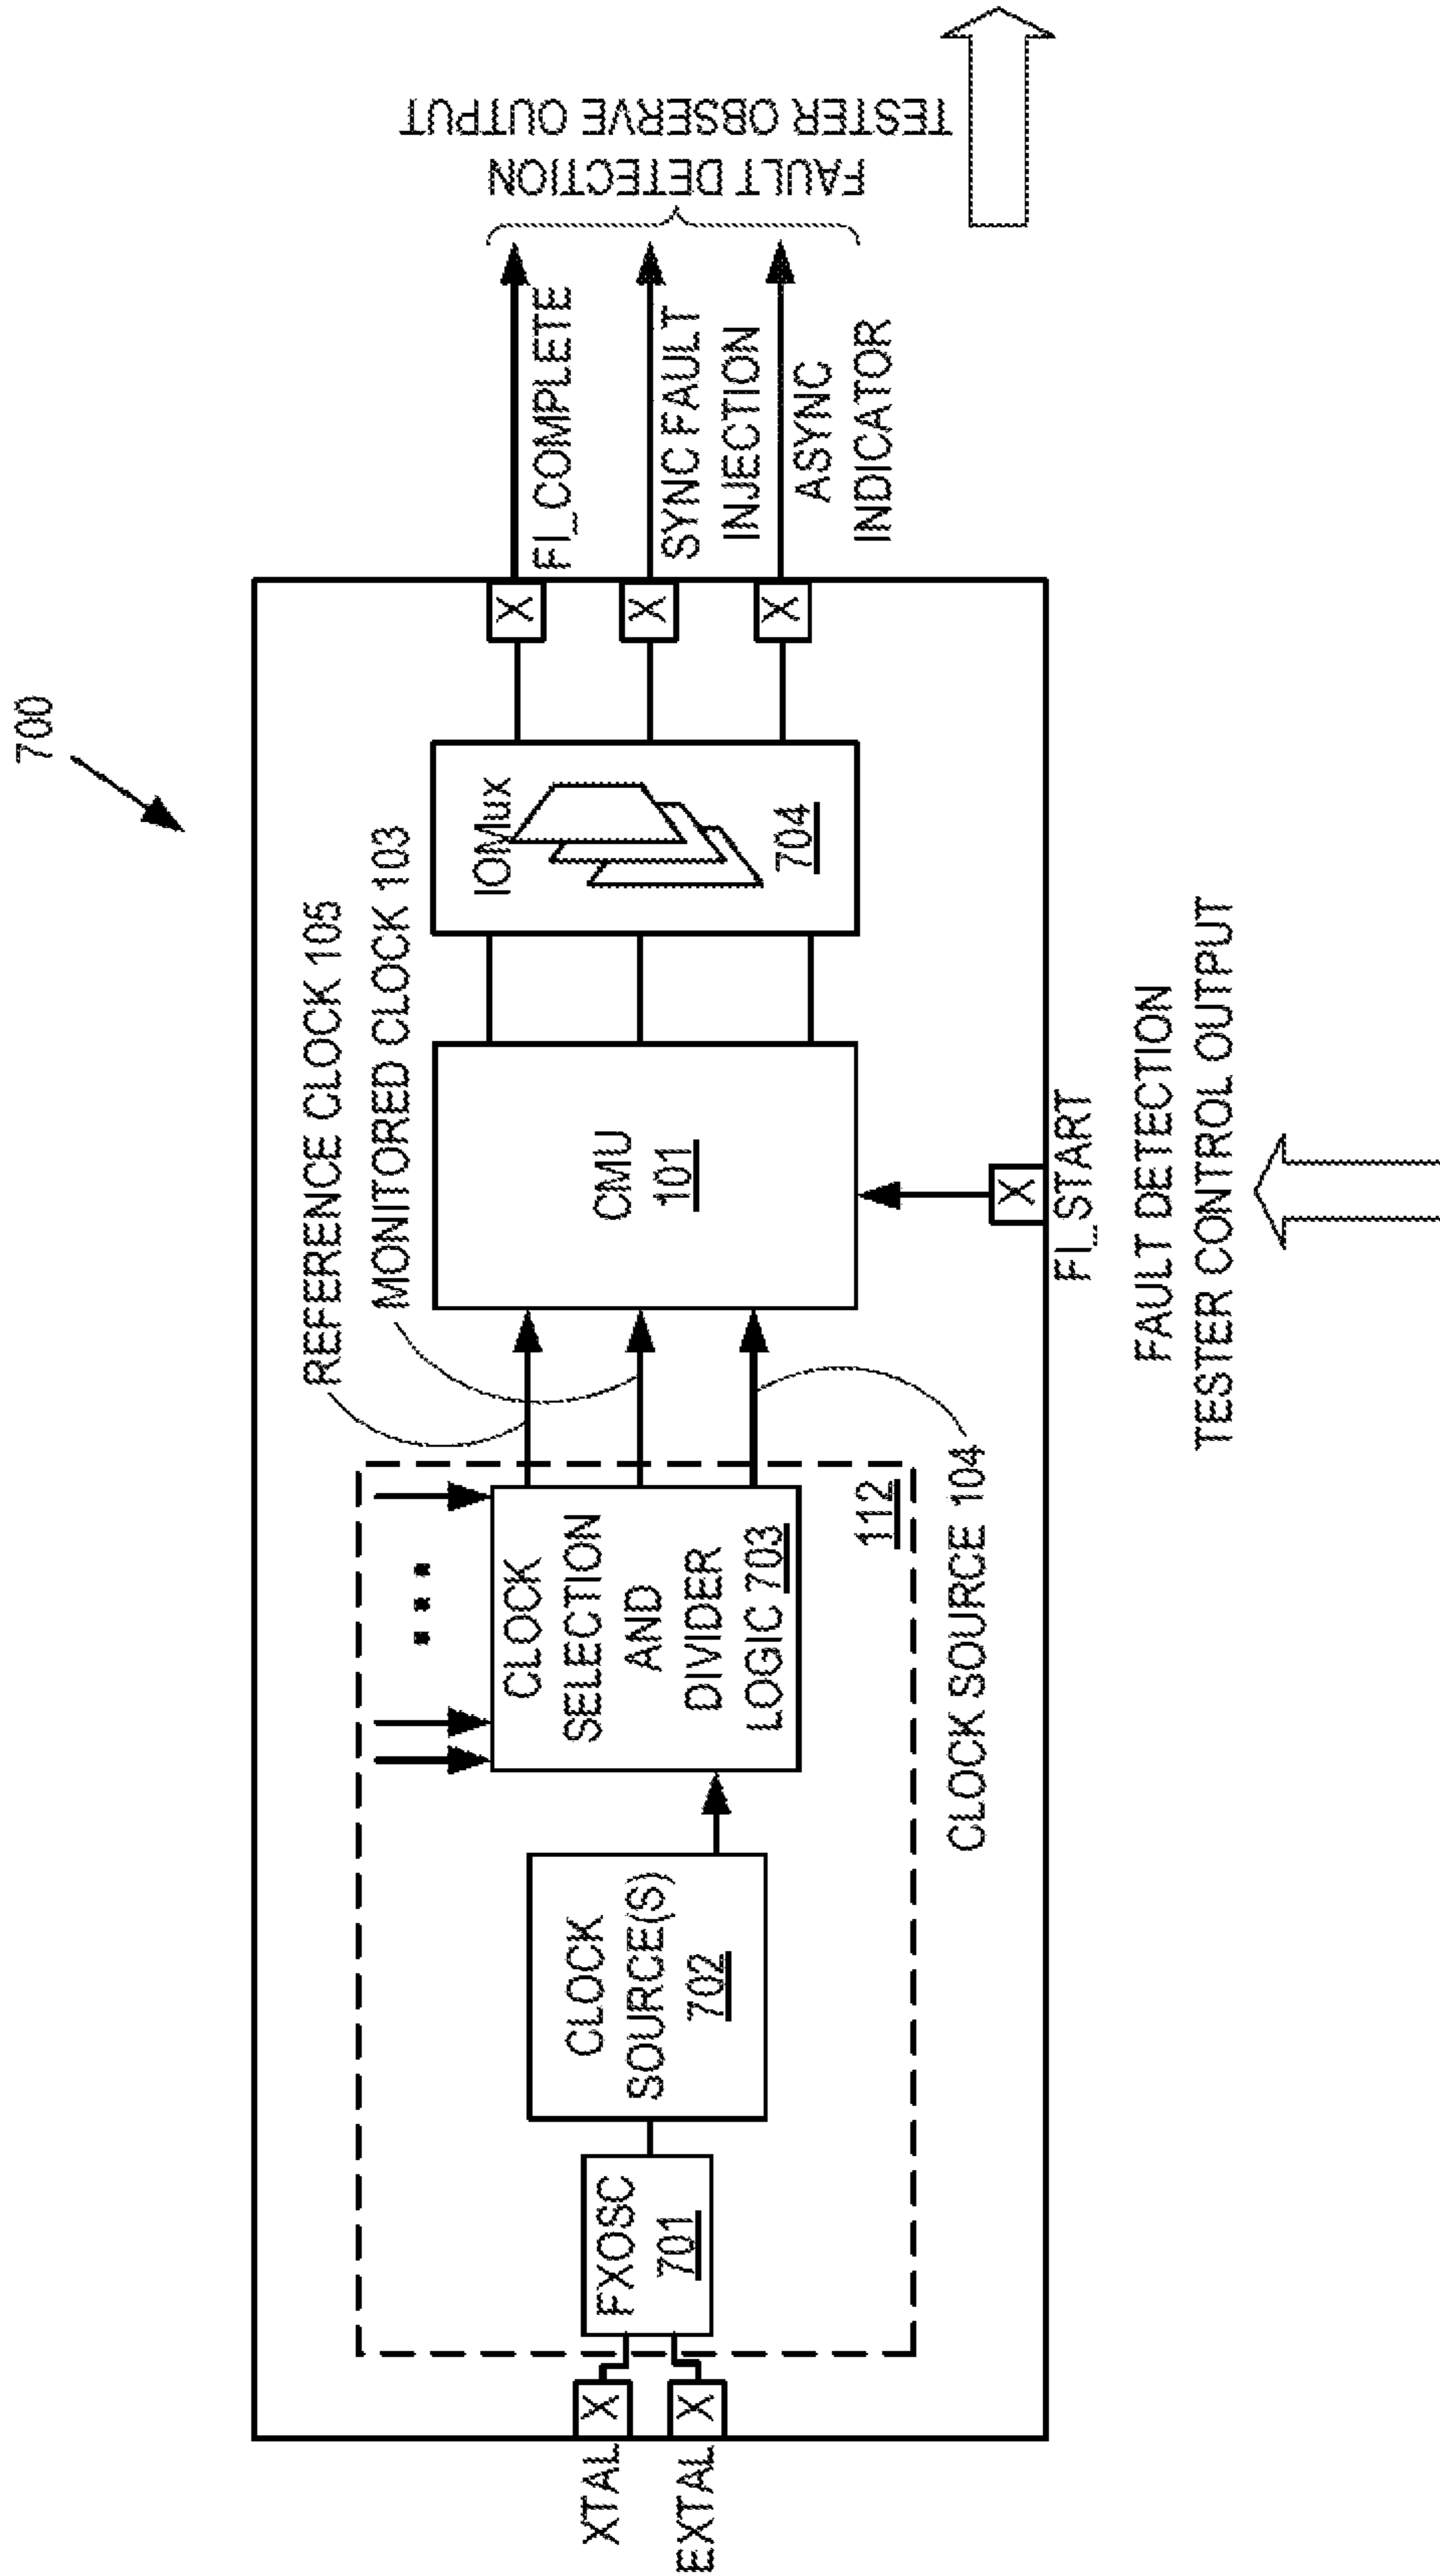 700
REFERENCE CLOCK 105
MONITORED CLOCK 103
XTAL
EXTAL
X
X
FXOSC
701
CLOCK
SOURCE(S)
702
CLOCK
SELECTION
AND
DIVIDER
LOGIC 703
112
CLOCK SOURCE 104
CMU
101
IOMux
704
X
X
X
FI_COMPLETE
SYNC FAULT
INJECTION
ASYNC
INDICATOR
FAULT DETECTION
TESTER OBSERVE OUTPUT
X
FI_START
FAULT DETECTION
TESTER CONTROL OUTPUT